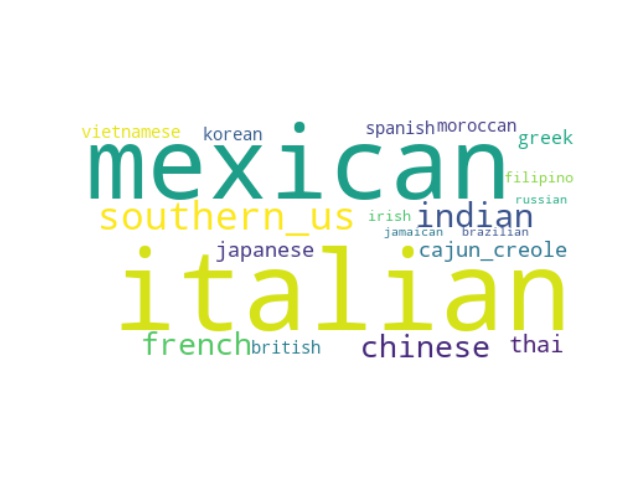 vietnamese korean spanish moroccan greek
mexican filipino
russian
southern_us irish indian
jamaican brazilian
japanese cajun_creole
italian
french british chinese thai